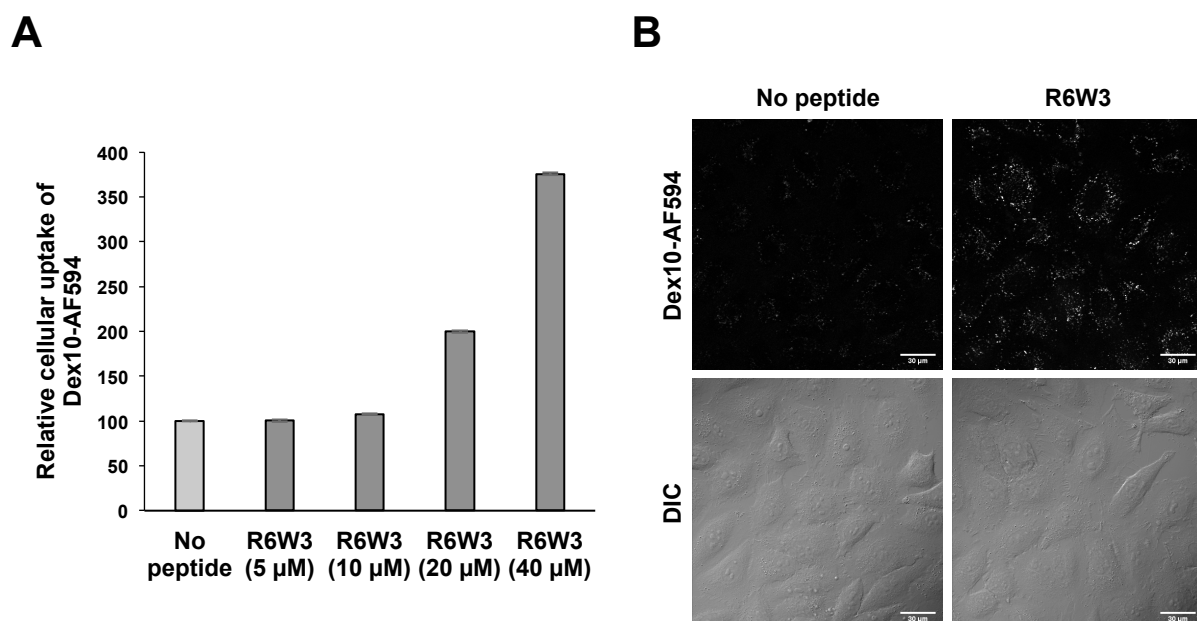 A
Relative cellular uptake of
Dex10-AF594
400
350
300
250
200
150
100
50
0
No
peptide
R6W3
(5 µM)
R6W3
(10 µM)
R6W3
(20 µM)
R6W3
(40 µM)
B
No peptide
R6W3
Dex10-AF594
30 µm
30 µm
DIC
30 µm
30 µm